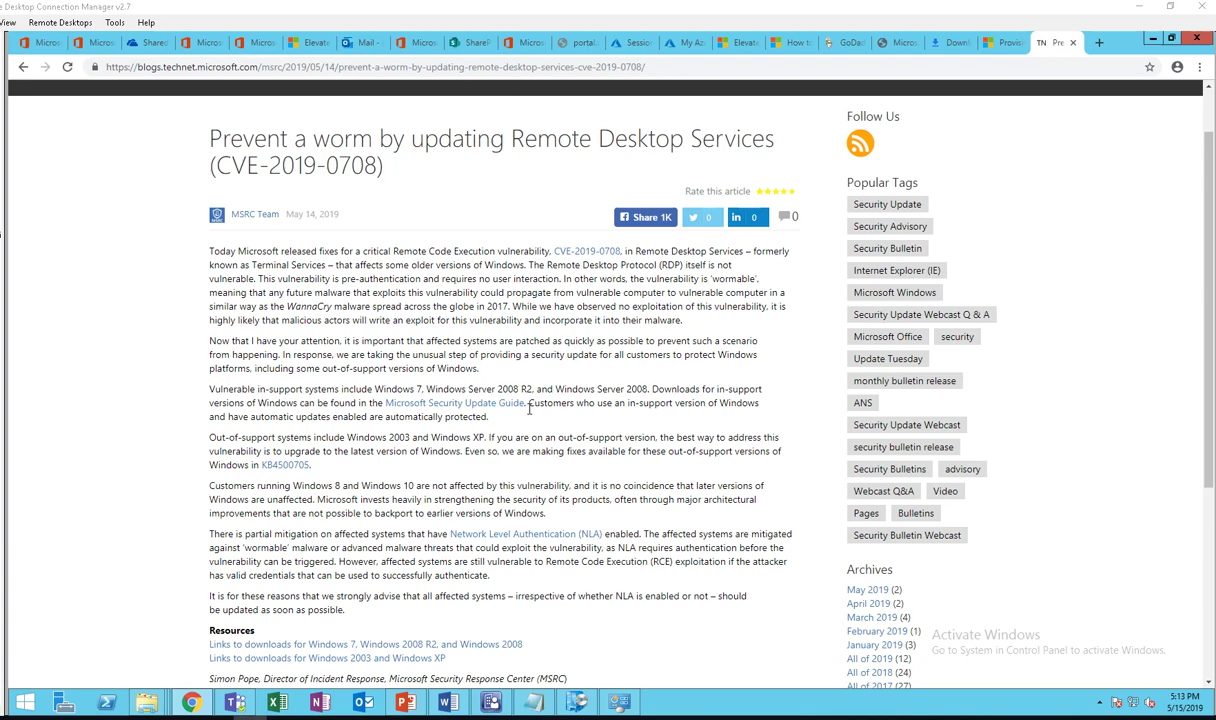 e Desktop Connection Manager v2.7
View Remote Desktops Tools Help
Micros Micros Shared Micros Micros Elevate Mail - Micros ShareP Micros portal. Session My Az Elevate How to GoDad Micros Downl Provisi TN Pre
https://blogs.technet.microsoft.com/msrc/2019/05/14/prevent-a-worm-by-updating-remote-desktop-services-cve-2019-0708/
Prevent a worm by updating Remote Desktop Services
(CVE-2019-0708)
Rate this article
MSRC Team May 14, 2019
Share 1K 0 in 0 0
Today Microsoft released fixes for a critical Remote Code Execution vulnerability, CVE-2019-0708, in Remote Desktop Services – formerly
known as Terminal Services – that affects some older versions of Windows. The Remote Desktop Protocol (RDP) itself is not
vulnerable. This vulnerability is pre-authentication and requires no user interaction. In other words, the vulnerability is ‘wormable’,
meaning that any future malware that exploits this vulnerability could propagate from vulnerable computer to vulnerable computer in a
similar way as the WannaCry malware spread across the globe in 2017. While we have observed no exploitation of this vulnerability, it is
highly likely that malicious actors will write an exploit for this vulnerability and incorporate it into their malware.
Now that I have your attention, it is important that affected systems are patched as quickly as possible to prevent such a scenario
from happening. In response, we are taking the unusual step of providing a security update for all customers to protect Windows
platforms, including some out-of-support versions of Windows.
Vulnerable in-support systems include Windows 7, Windows Server 2008 R2, and Windows Server 2008. Downloads for in-support
versions of Windows can be found in the Microsoft Security Update Guide. Customers who use an in-support version of Windows
and have automatic updates enabled are automatically protected.
Out-of-support systems include Windows 2003 and Windows XP. If you are on an out-of-support version, the best way to address this
vulnerability is to upgrade to the latest version of Windows. Even so, we are making fixes available for these out-of-support versions of
Windows in KB4500705.
Customers running Windows 8 and Windows 10 are not affected by this vulnerability, and it is no coincidence that later versions of
Windows are unaffected. Microsoft invests heavily in strengthening the security of its products, often through major architectural
improvements that are not possible to backport to earlier versions of Windows.
There is partial mitigation on affected systems that have Network Level Authentication (NLA) enabled. The affected systems are mitigated
against ‘wormable’ malware or advanced malware threats that could exploit the vulnerability, as NLA requires authentication before the
vulnerability can be triggered. However, affected systems are still vulnerable to Remote Code Execution (RCE) exploitation if the attacker
has valid credentials that can be used to successfully authenticate.
It is for these reasons that we strongly advise that all affected systems – irrespective of whether NLA is enabled or not – should
be updated as soon as possible.
Resources
Links to downloads for Windows 7, Windows 2008 R2, and Windows 2008
Links to downloads for Windows 2003 and Windows XP
Simon Pope, Director of Incident Response, Microsoft Security Response Center (MSRC)
Follow Us
Popular Tags
Security Update
Security Advisory
Security Bulletin
Internet Explorer (IE)
Microsoft Windows
Security Update Webcast Q & A
Microsoft Office security
Update Tuesday
monthly bulletin release
ANS
Security Update Webcast
security bulletin release
Security Bulletins advisory
Webcast Q&A Video
Pages Bulletins
Security Bulletin Webcast
Archives
May 2019 (2)
April 2019 (2)
March 2019 (4)
February 2019 (1)
January 2019 (3)
All of 2019 (12)
All of 2018 (24)
All of 2017 (27)
Activate Windows
Go to System in Control Panel to activate Windows.
5:13 PM
5/15/2019